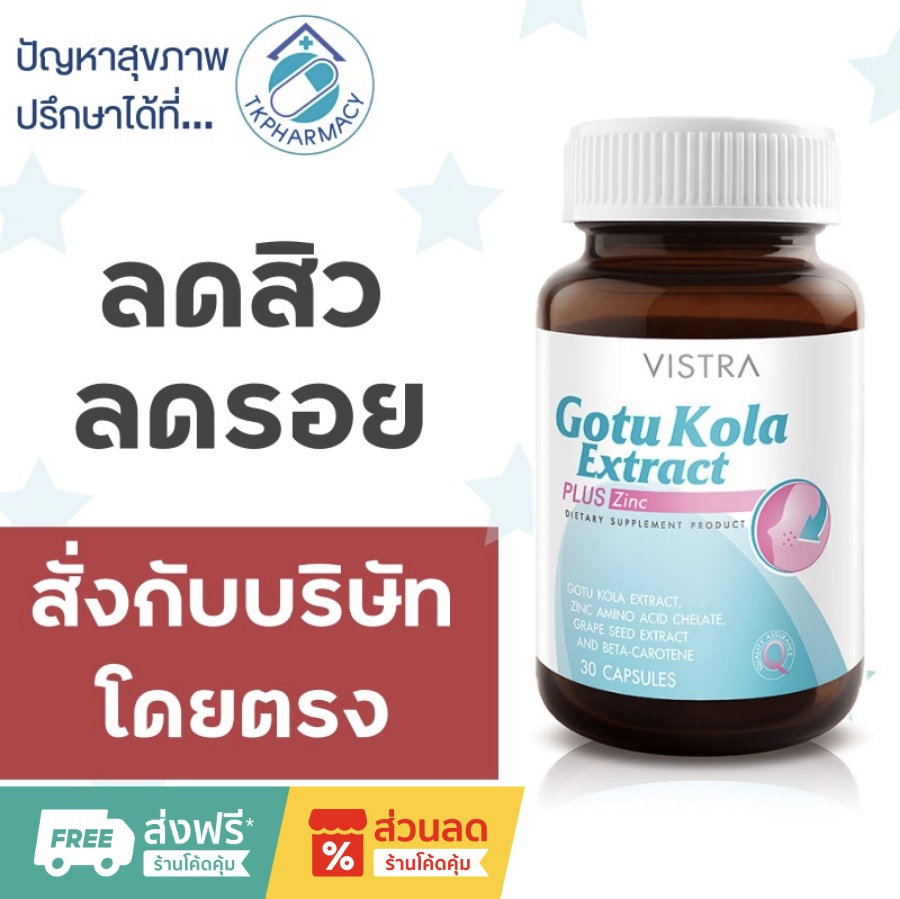 ปัญหาสุขภาพ
ปรึกษาได้ที่...
TKPHARMACY
ลดสิว
ลดรอย
สั่งกับบริษัท
โดยตรง
VISTRA
Gotu Kola
Extract
PLUS Zinc
DIETARY SUPPLEMENT PRODUCT
GOTU KOLA EXTRACT,
ZINC AMINO ACID CHELATE,
GRAPE SEED EXTRACT
AND BETA-CAROTENE
30 CAPSULES
QUALITY ASSURANCE
Q
FREE
ส่งฟรี*
ร้านโค้ดคุ้ม
%
ส่วนลด
ร้านโค้ดคุ้ม